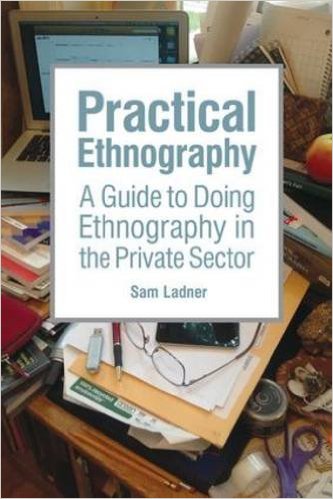 Practical
Ethnography
A Guide to Doing
Ethnography in
the Private Sector
Sam Ladner